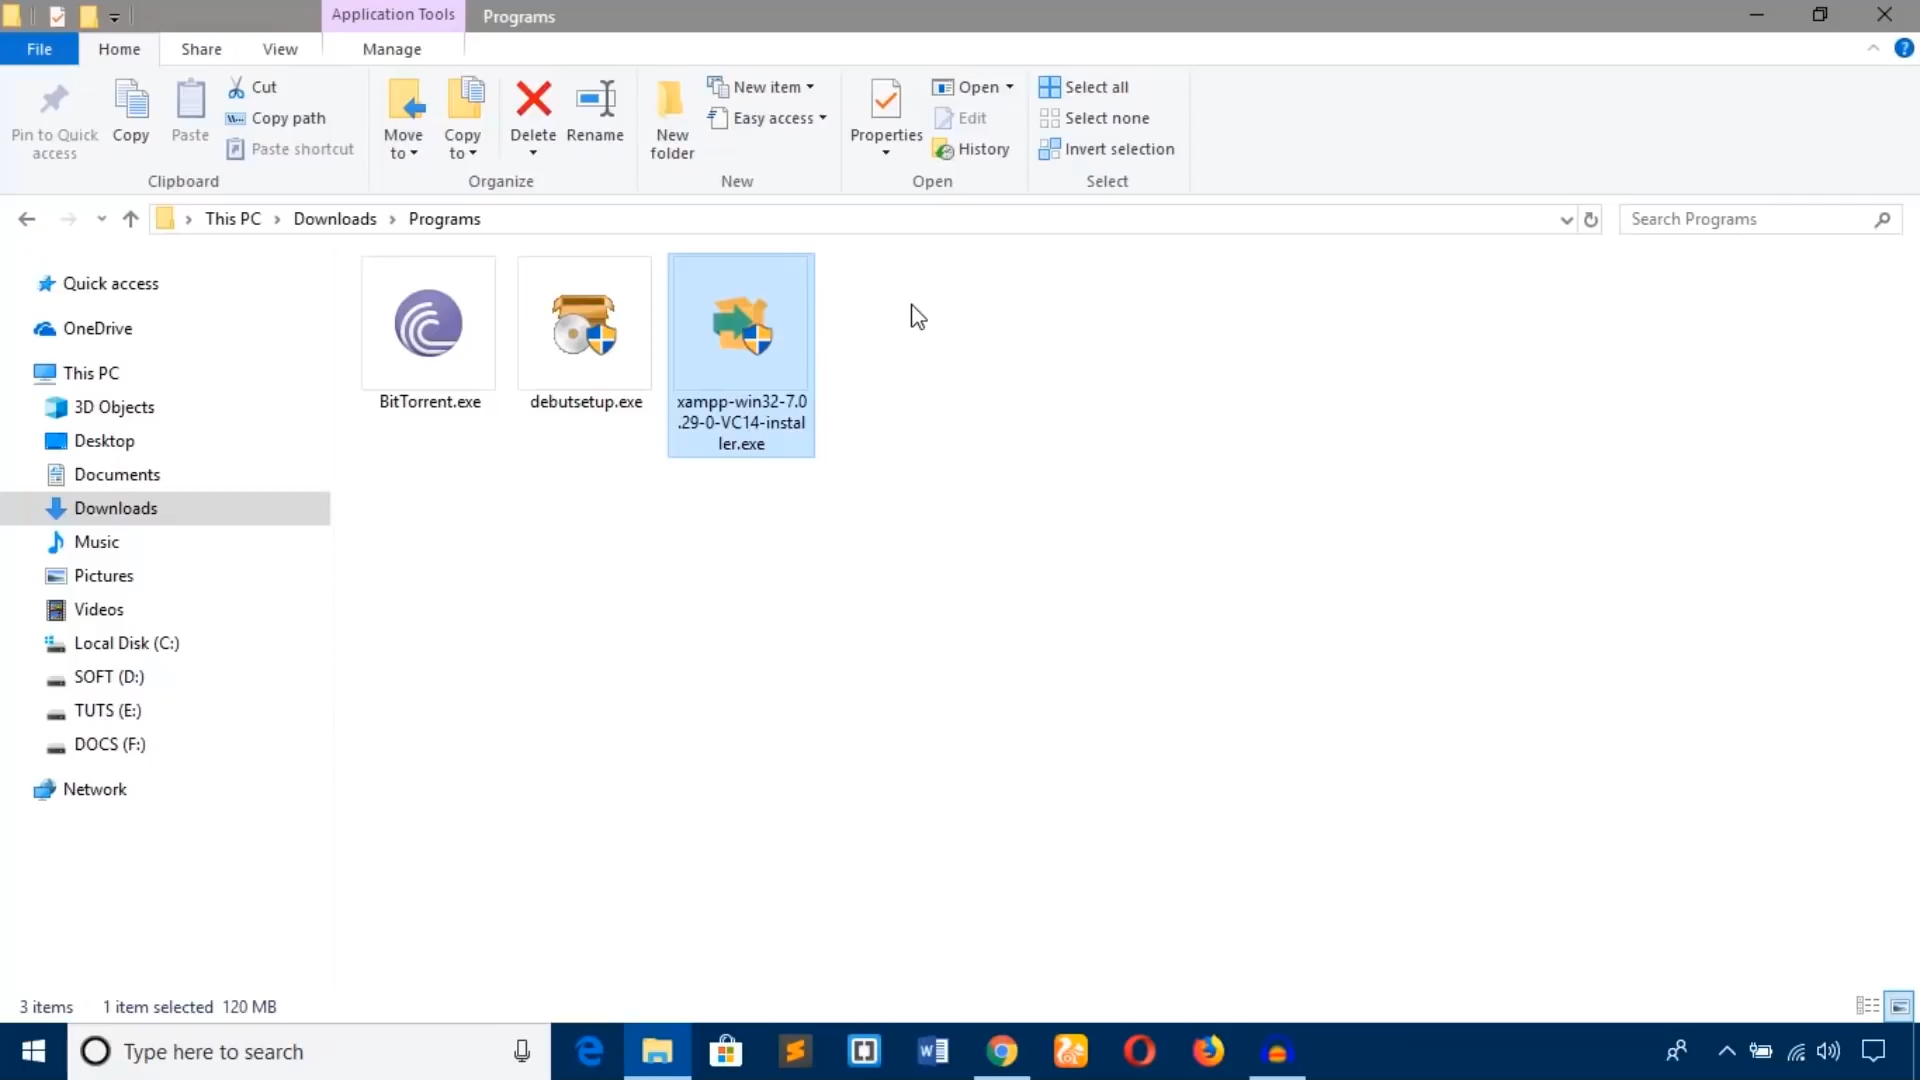 Application Tools
Programs
File
Home
Share
View
Manage
Pin to Quick
access
Copy
Paste
Cut
Copy path
Paste shortcut
Clipboard
Move
to
Copy
to
Delete
Rename
Organize
New
folder
New item
Easy access
New
Properties
Open
Edit
History
Open
Select all
Select none
Invert selection
Select
This PC
Downloads
Programs
Search Programs
Quick access
OneDrive
This PC
3D Objects
Desktop
Documents
Downloads
Music
Pictures
Videos
Local Disk (C:)
SOFT (D:)
TUTS (E:)
DOCS (F:)
Network
BitTorrent.exe
debutsetup.exe
xampp-win32-7.0
.29-0-VC14-instal
ler.exe
3 items
1 item selected 120 MB
Type here to search